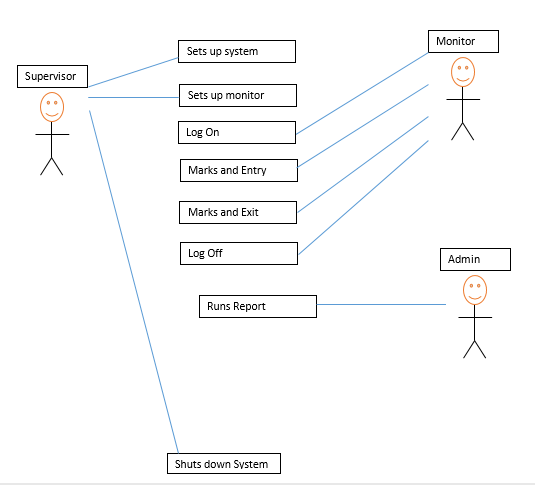 Supervisor
Sets up system
Monitor
Sets up monitor
Log On
Marks and Entry
Marks and Exit
Log Off
Admin
Runs Report
Shuts down System